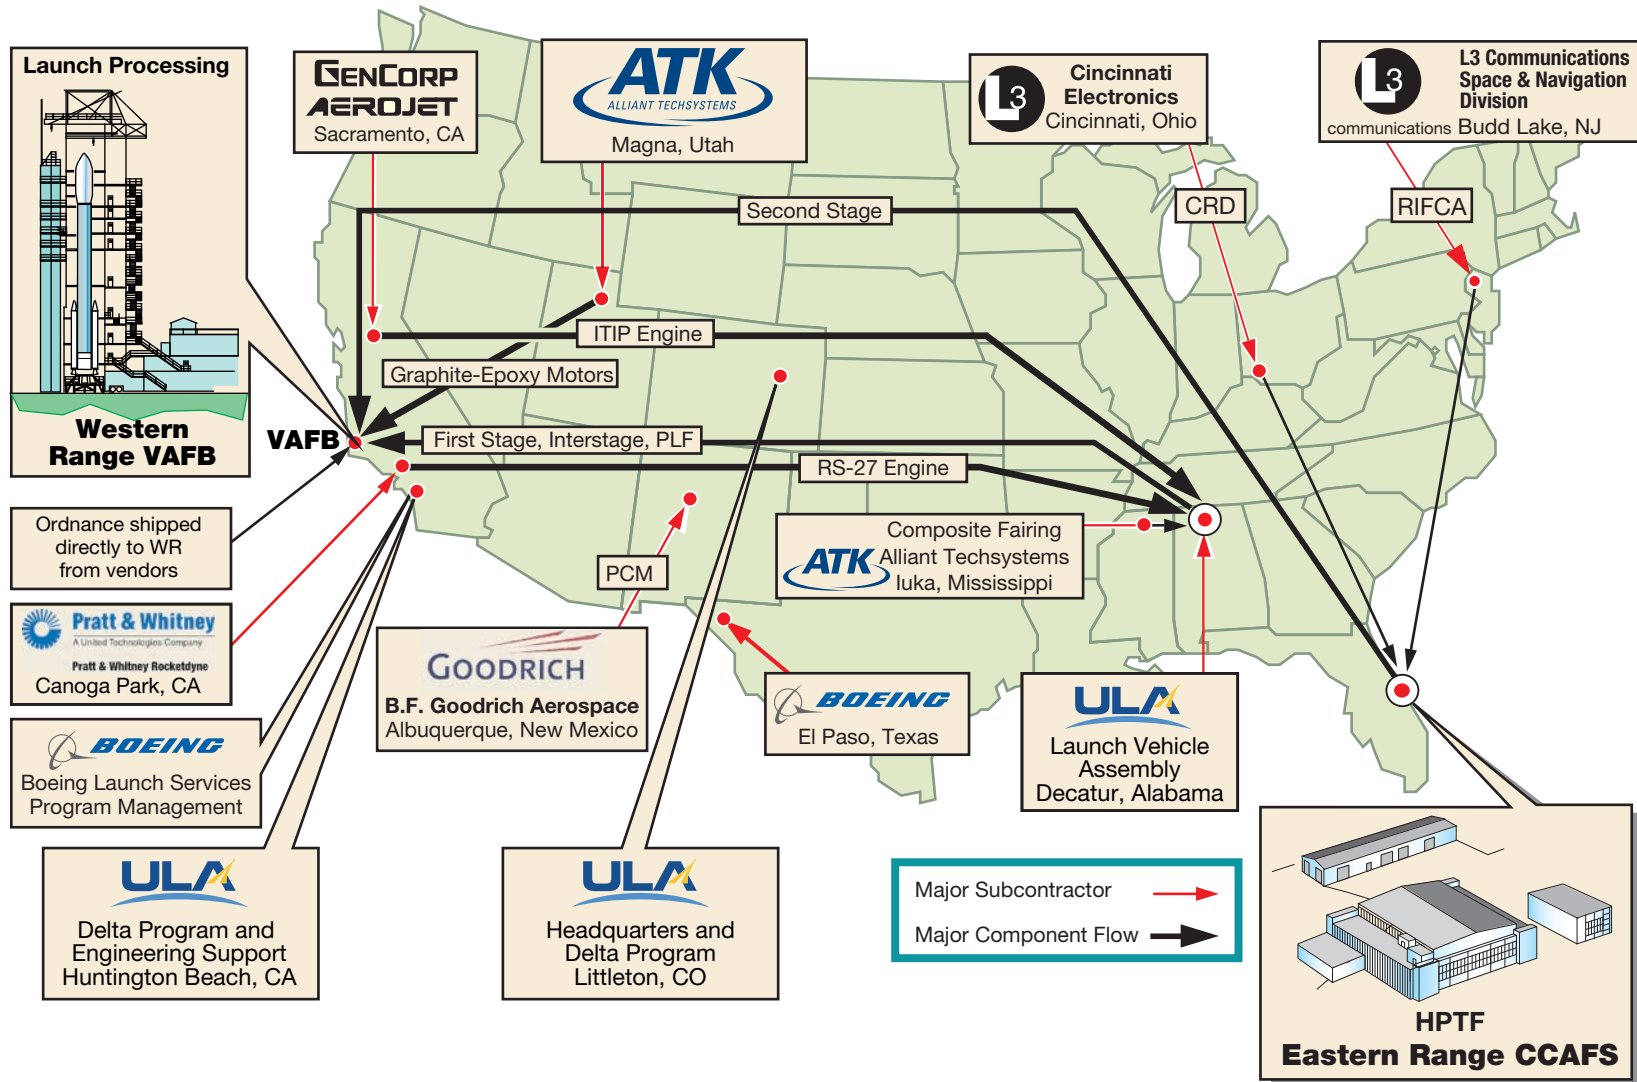 Launch Processing
Western
Range VAFB
GENCORP
AEROJET
Sacramento, CA
ATK
ALLIANT TECHSYSTEMS
Magna, Utah
L3
Cincinnati
Electronics
Cincinnati, Ohio
L3
communications
L3 Communications
Space & Navigation
Division
Budd Lake, NJ
Second Stage
CRD
RIFCA
ITIP Engine
Graphite-Epoxy Motors
VAFB
First Stage, Interstage, PLF
RS-27 Engine
Ordnance shipped
directly to WR
from vendors
Composite Fairing
ATK
Alliant Techsystems
Iuka, Mississippi
PCM
Pratt & Whitney
A United Technologies Company
Pratt & Whitney Rocketdyne
Canoga Park, CA
GOODRICH
B.F. Goodrich Aerospace
Albuquerque, New Mexico
BOEING
El Paso, Texas
ULA
Launch Vehicle
Assembly
Decatur, Alabama
BOEING
Boeing Launch Services
Program Management
ULA
Delta Program and
Engineering Support
Huntington Beach, CA
ULA
Headquarters and
Delta Program
Littleton, CO
Major Subcontractor
Major Component Flow
HPTF
Eastern Range CCAFS